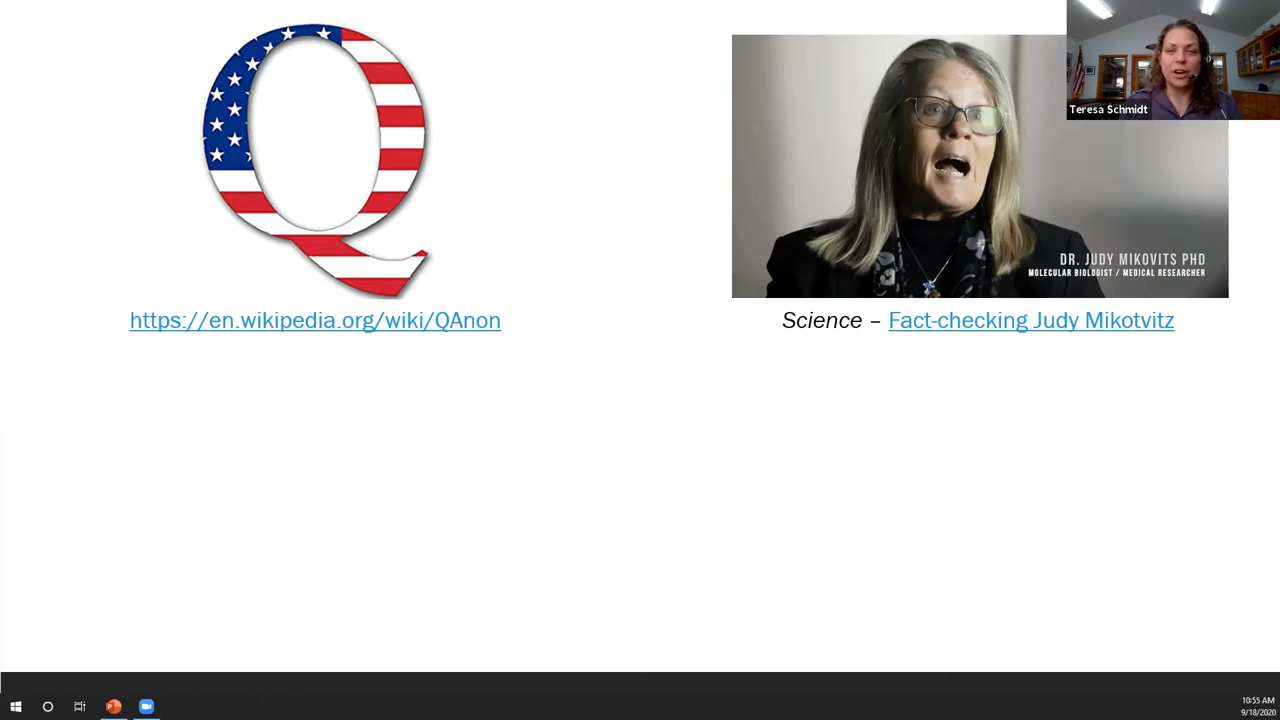 Q
Teresa Schmidt
DR. JUDY MIKOVITS PHD
MOLECULAR BIOLOGIST / MEDICAL RESEARCHER
https://en.wikipedia.org/wiki/QAnon
Science – Fact-checking Judy Mikotvitz
10:55 AM
9/18/2020